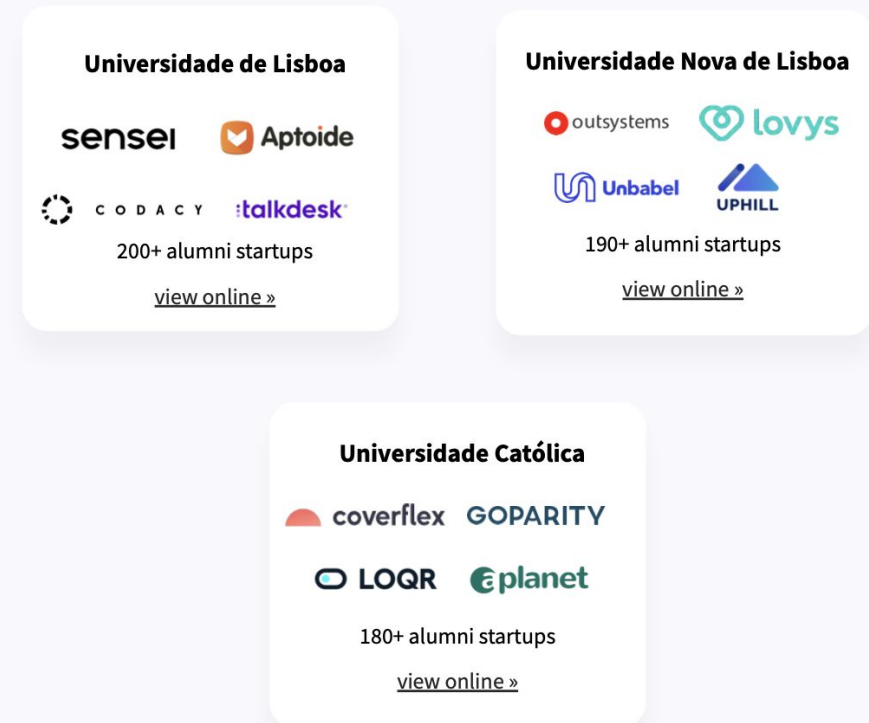 Universidade de Lisboa
sensei Aptoide
CODACY :talkdesk
200+ alumni startups
view online »
Universidade Nova de Lisboa
outsystems lovys
Unbabel UPHILL
190+ alumni startups
view online »
Universidade Católica
coverflex GOPARITY
LOQR aplanet
180+ alumni startups
view online »